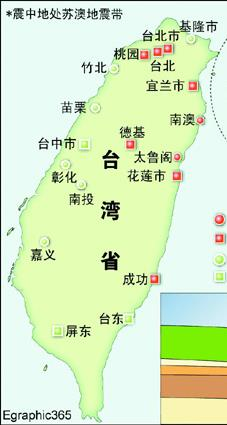 *震中地处苏澳地震带
台北市
基隆市
桃园
台北
竹北
宜兰市
苗栗
南澳
台中市
德基
太鲁阁
彰化
花莲市
南投
台湾省
嘉义
成功
台东
屏东
Egraphic365